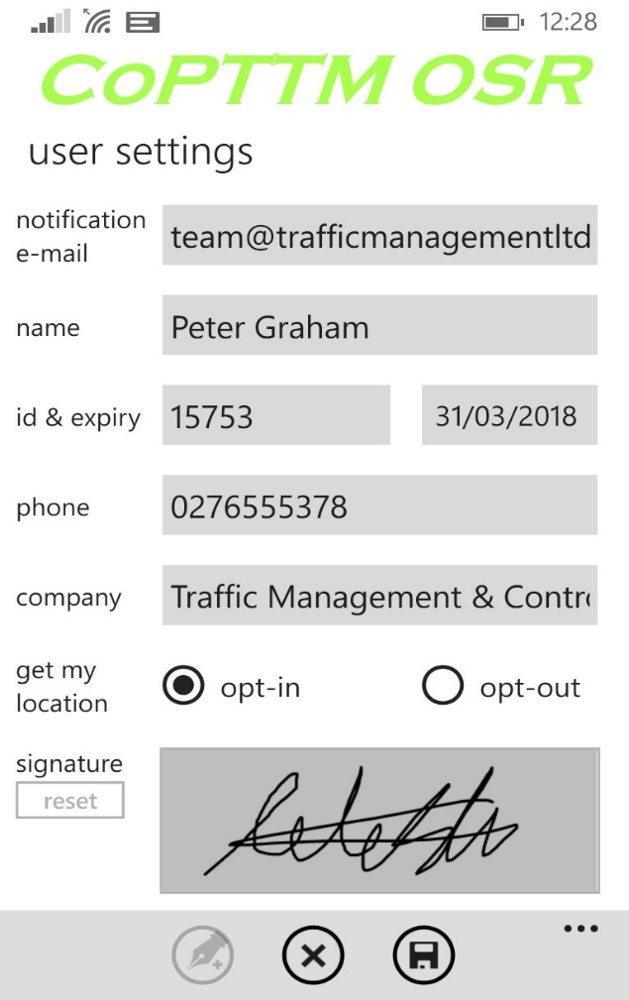 12:28
CoPTTM OSR
user settings
notification
e-mail
team@trafficmanagementltd
name
Peter Graham
id & expiry
15753
31/03/2018
phone
0276555378
company
Traffic Management & Contr
get my
location
opt-in
opt-out
signature
reset